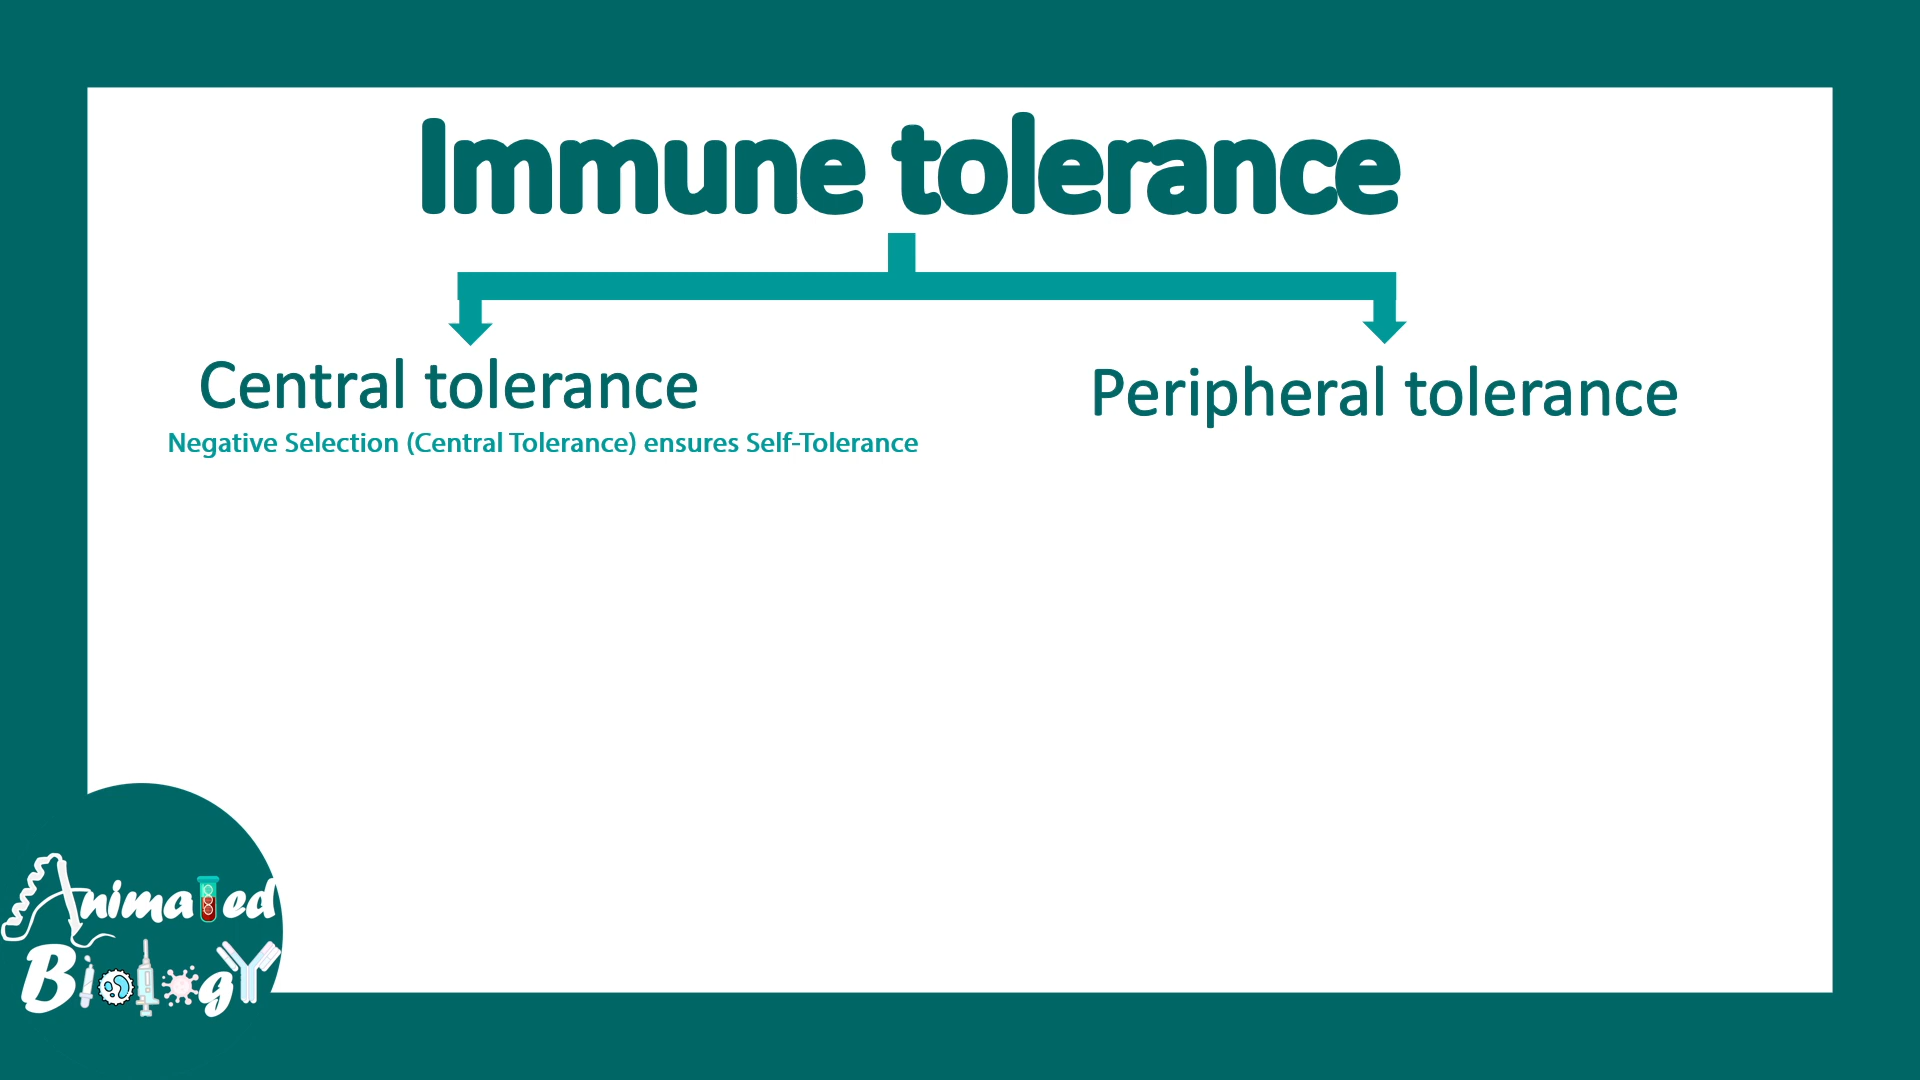 Immune tolerance
Central tolerance
Peripheral tolerance
Negative Selection (Central Tolerance) ensures Self-Tolerance
Animated
Biology